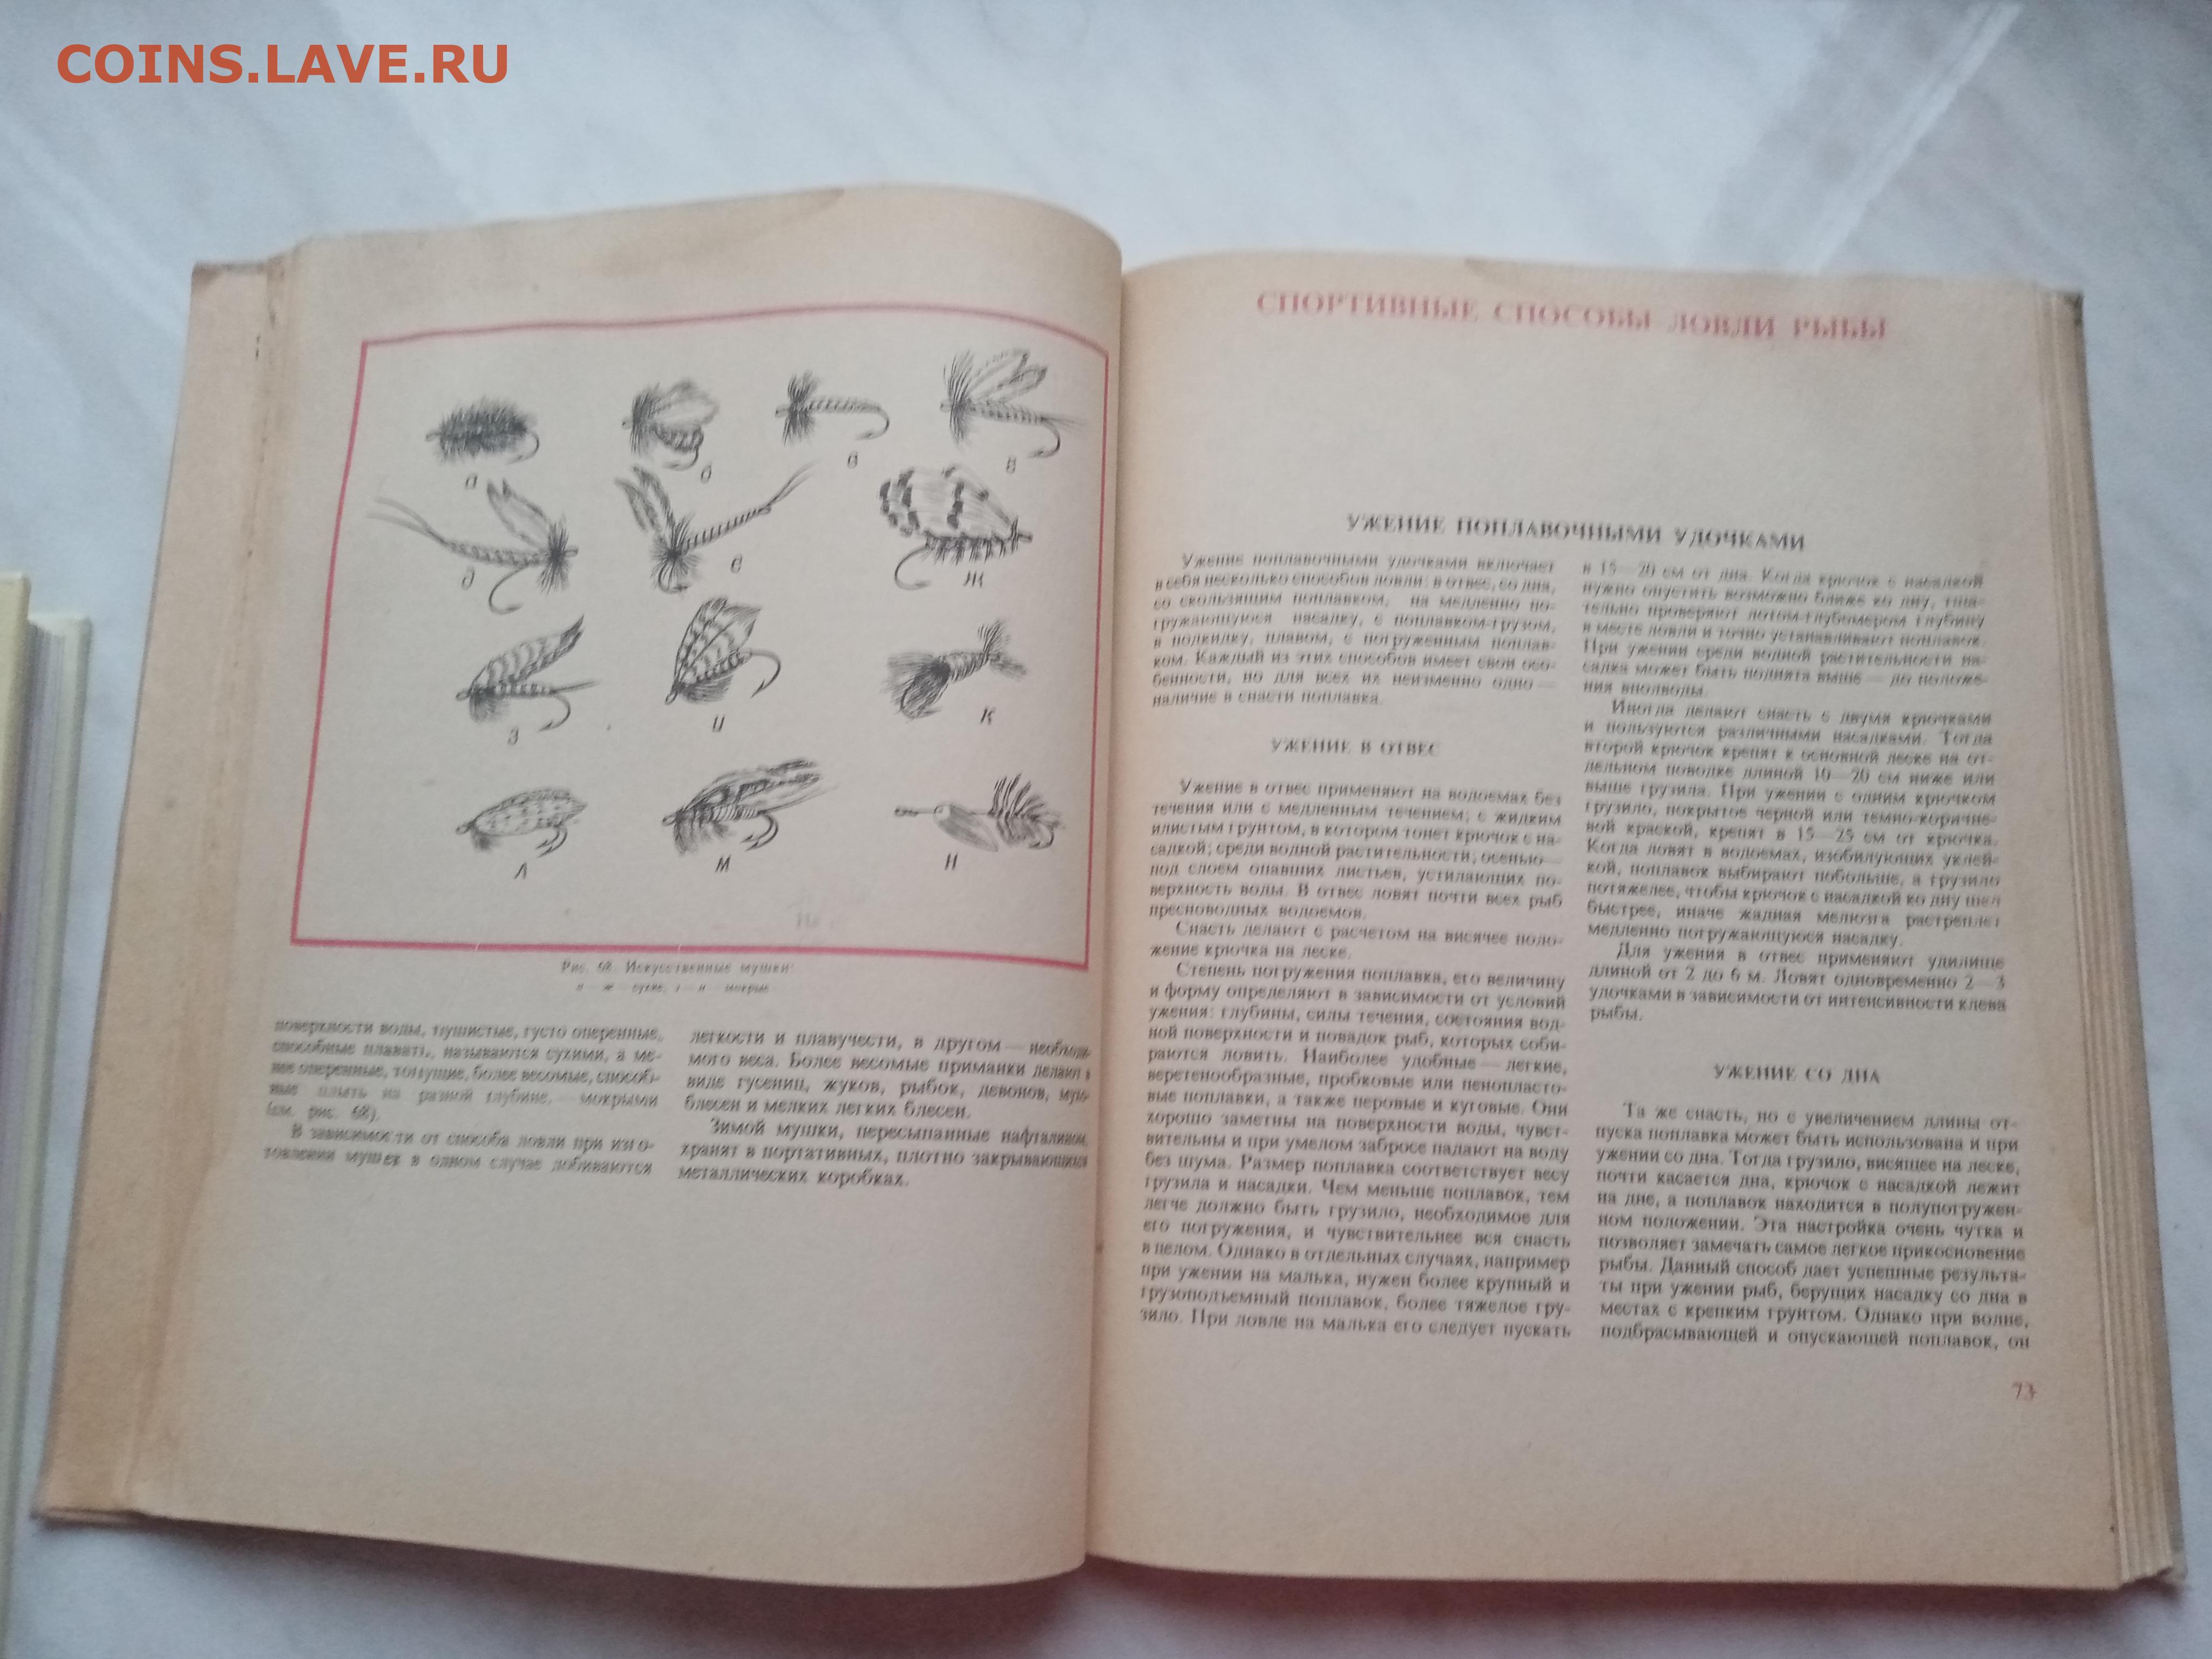 COINS.LAVE.RU
а
б
в
г
д
е
ж
з
и
к
л
м
н
Рис. 68. Искусственные мушки:
а — ж — сухие, з — н — мокрые
поверхности воды, пушистые, густо оперенные,
способные плавать, называются сухими, а ме-
нее оперенные, тонущие, более весомые, способ-
ные плыть на разной глубине, — мокрыми
(см. рис. 68).
В зависимости от способа ловли при изго-
товлении мушек в одном случае добиваются
легкости и плавучести, в другом — необходи-
мого веса. Более весомые приманки делают в
виде гусениц, жуков, рыбок, девонов,
блесен и мелких легких блесен.
Зимой мушки, пересыпанные нафталином,
хранят в портативных, плотно закрывающихся
металлических коробках.
СПОРТИВНЫЕ СПОСОБЫ ЛОВЛИ РЫБЫ
УЖЕНИЕ ПОПЛАВОЧНЫМИ УДОЧКАМИ
Ужение поплавочными удочками включает
в себя несколько способов ловли: в отвес, со дна,
со скользящим поплавком, на медленно по-
гружающуюся насадку, с поплавком-грузом,
в подкидку, плавом, с погруженным поплав-
ком. Каждый из этих способов имеет свои осо-
бенности, но для всех их неизменно одно —
наличие в снасти поплавка.
УЖЕНИЕ В ОТВЕС
Ужение в отвес применяют на водоемах без
течения или с медленным течением; с жидким
илистым грунтом, в котором тонет крючок с на-
садкой; среди водной растительности; осенью —
под слоем опавших листьев, устилающих по-
верхность воды. В отвес ловят почти всех рыб
пресноводных водоемов.
Снасть делают с расчетом на висячее поло-
жение крючка на леске.
Степень погружения поплавка, его величину
и форму определяют в зависимости от условий
ужения: глубины, силы течения, состояния вод-
ной поверхности и повадок рыб, которых соби-
раются ловить. Наиболее удобные — легкие,
веретенообразные, пробковые или пенопласто-
вые поплавки, а также перовые и куговые. Они
хорошо заметны на поверхности воды, чувст-
вительны и при умелом забросе падают на воду
без шума. Размер поплавка соответствует весу
грузила и насадки. Чем меньше поплавок, тем
легче должно быть грузило, необходимое для
его погружения, и чувствительнее вся снасть
в целом. Однако в отдельных случаях, например
при ужении на малька, нужен более крупный и
грузоподъемный поплавок, более тяжелое гру-
зило. При ловле на малька его следует пускать
в 15—20 см от дна. Когда крючок с насадкой
нужно опустить возможно ближе ко дну, тща-
тельно проверяют лотом-глубомером глубину
в месте ловли и точно устанавливают поплавок.
При ужении среди водной растительности на-
садка может быть поднята выше — до положе-
ния вполводы.
Иногда делают снасть с двумя крючками
и пользуются различными насадками. Тогда
второй крючок крепят к основной леске на от-
дельном поводке длиной 10—20 см ниже или
выше грузила. При ужении с одним крючком
грузило, покрытое черной или темно-коричне-
вой краской, крепят в 15—25 см от крючка.
Когда ловят в водоемах, изобилующих уклей-
кой, поплавок выбирают побольше, а грузило
потяжелее, чтобы крючок с насадкой ко дну шел
быстрее, иначе жадная мелюзга растреплет
медленно погружающуюся насадку.
Для ужения в отвес применяют удилище
длиной от 2 до 6 м. Ловят одновременно 2—3
удочками в зависимости от интенсивности клева
рыбы.
УЖЕНИЕ СО ДНА
Та же снасть, но с увеличением длины от-
пуска поплавка может быть использована и при
ужении со дна. Тогда грузило, висящее на леске,
почти касается дна, крючок с насадкой лежит
на дне, а поплавок находится в полупогружен-
ном положении. Эта настройка очень чутка и
позволяет замечать самое легкое прикосновение
рыбы. Данный способ дает успешные результа-
ты при ужении рыб, берущих насадку со дна в
местах с крепким грунтом. Однако при волне,
подбрасывающей и опускающей поплавок, он
73